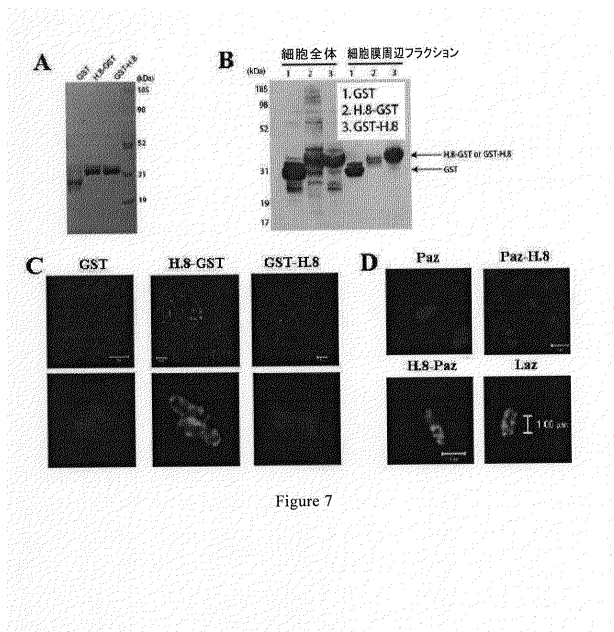 A
GST
H.8-GST
GST-H.8
(kDa)
185
98
52
31
19
B
細胞全体
細胞膜周辺フラクション
(kDa) 1 2 3 1 2 3
185
98
52
31
19
17
1. GST
2. H.8-GST
3. GST-H.8
H.8-GST or GST-H.8
GST
C
GST
H.8-GST
GST-H.8
D
Paz
Paz-H.8
H.8-Paz
Laz
1.00 µm
Figure 7